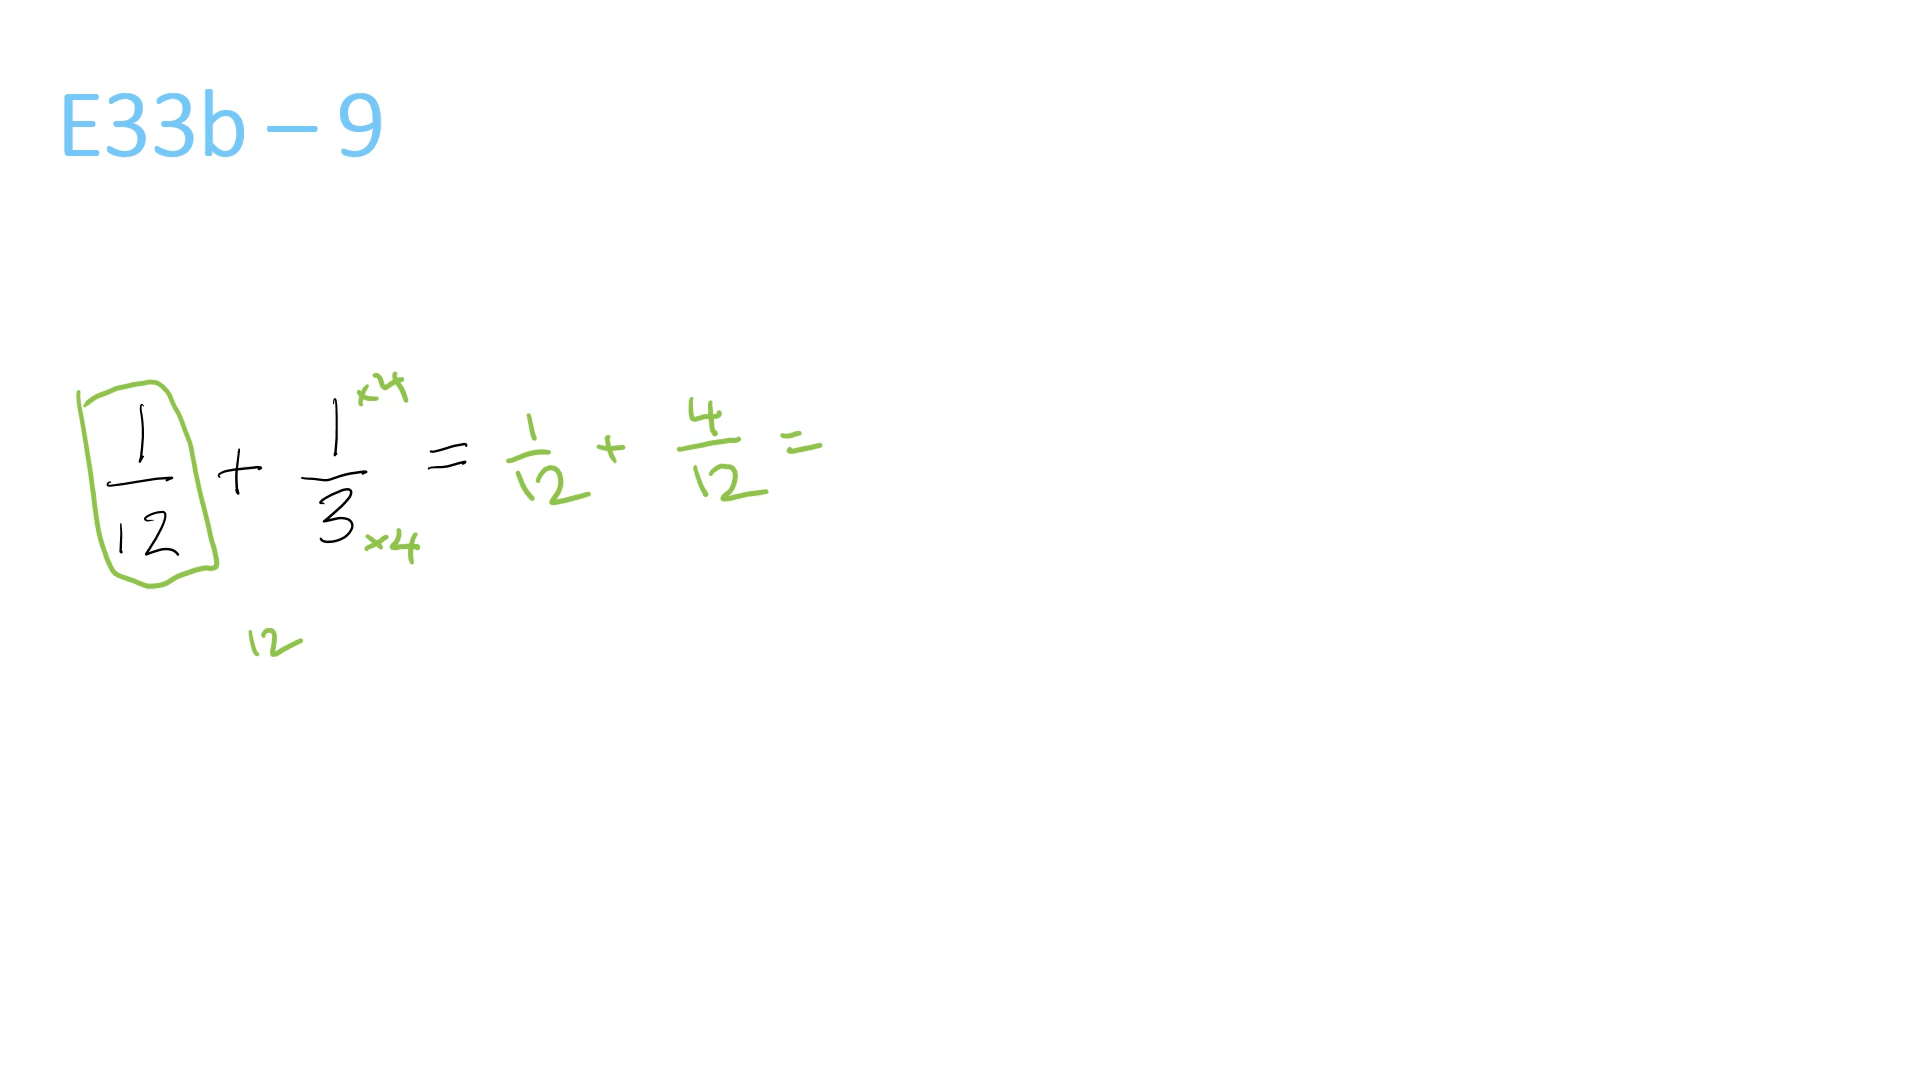 E33b – 9
1/12 + 1×4/3×4 = 1/12 + 4/12 =
12